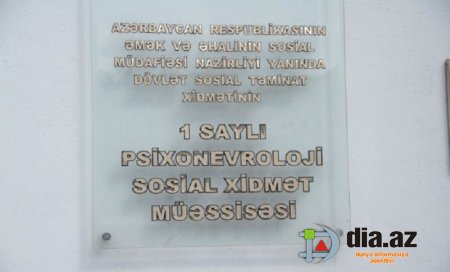 AZƏRBAYCAN RESPUBLİKASININ
ƏMƏK VƏ ƏHALİNİN SOSİAL
MÜDAFİƏSİ NAZİRLİYİ YANINDA
DÖVLƏT SOSİAL TƏMİNAT
XİDMƏTİNİN
1 SAYLI
PSİXONEVROLOJİ
SOSİAL XİDMƏT
MÜƏSSİSƏSİ
dia.az
dünya informasiya
agentliyi